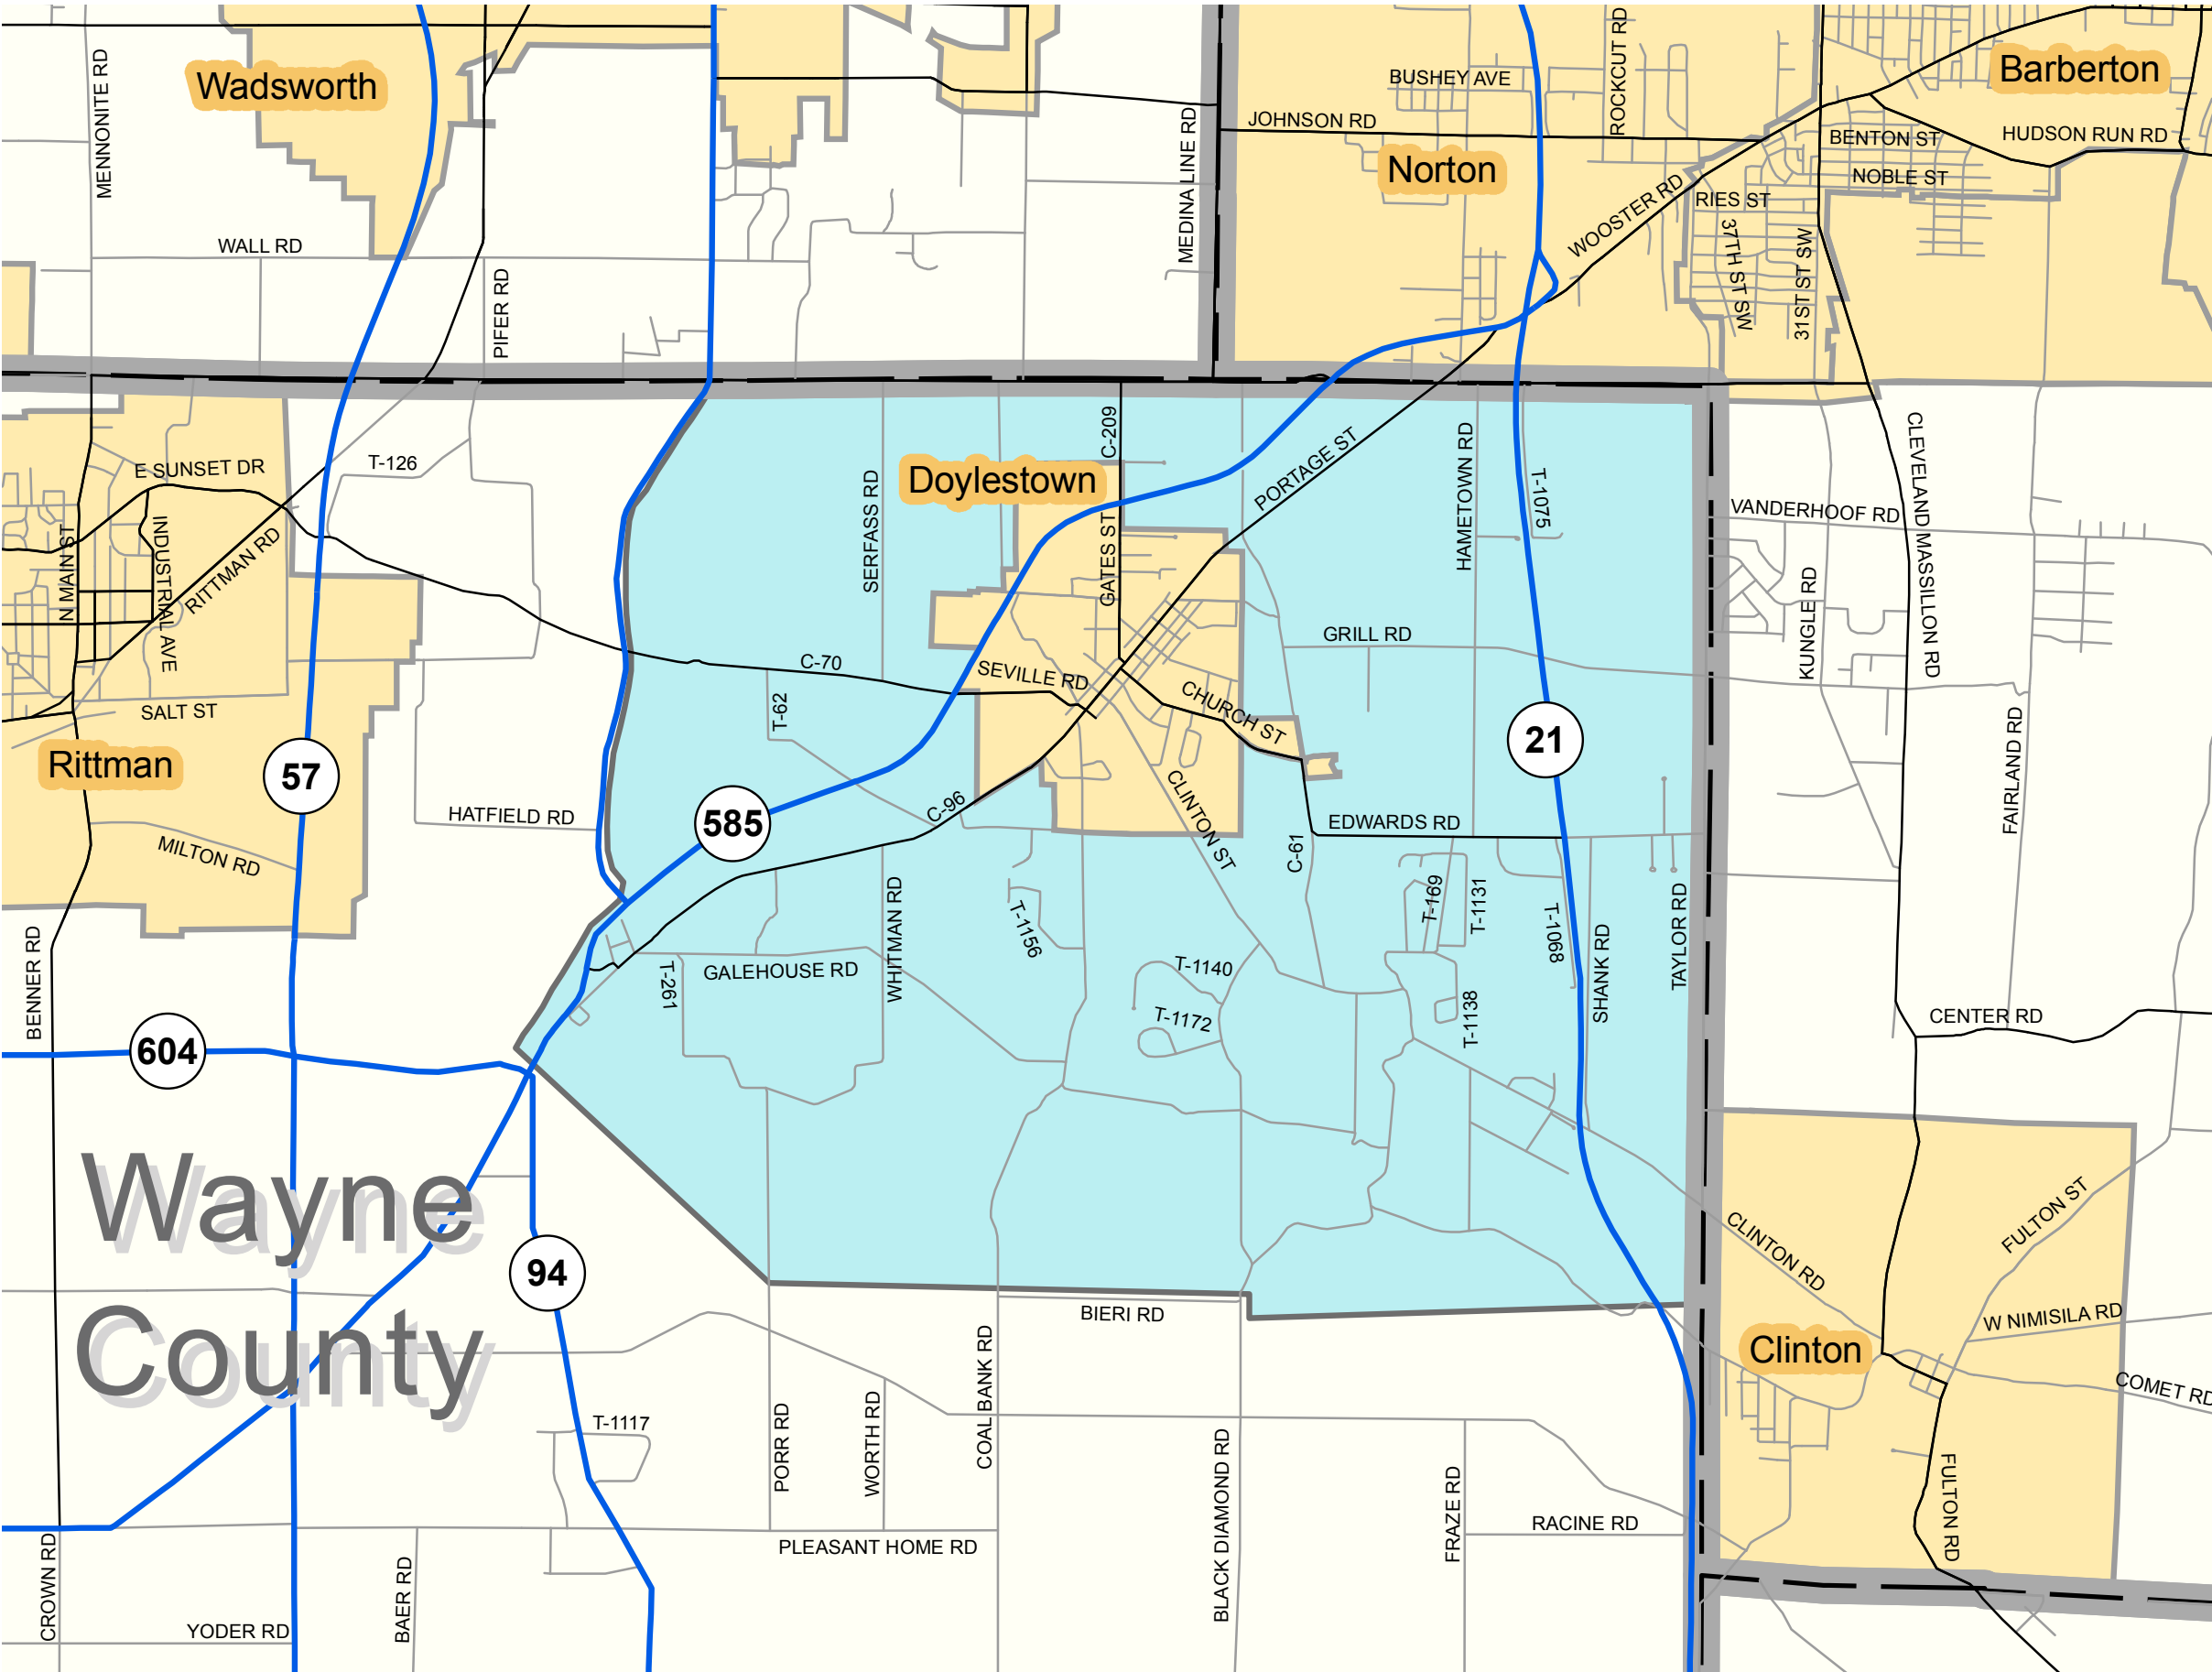 MENNONITE RD
Wadsworth
MEDINA LINE RD
BUSHEY AVE
ROCKCUT RD
Barberton
JOHNSON RD
BENTON ST
HUDSON RUN RD
Norton
NOBLE ST
RIES ST
WOOSTER RD
37TH ST SW
31ST ST SW
WALL RD
PIFER RD
C-209
CLEVELAND MASSILLON RD
E SUNSET DR
T-126
SERFASS RD
Doylestown
PORTAGE ST
HAMETOWN RD
T-1075
VANDERHOOF RD
N MAIN ST
INDUSTRIAL AVE
RITTMAN RD
GATES ST
KUNGLE RD
GRILL RD
C-70
SEVILLE RD
T-62
CHURCH ST
SALT ST
Rittman
57
21
FAIRLAND RD
HATFIELD RD
585
C-96
CLINTON ST
EDWARDS RD
C-61
MILTON RD
WHITMAN RD
T-1156
T-169
T-1131
T-1068
SHANK RD
TAYLOR RD
BENNER RD
T-261
GALEHOUSE RD
T-1140
T-1172
T-1138
CENTER RD
604
Wayne
County
94
CLINTON RD
FULTON ST
BIERI RD
W NIMISILA RD
Clinton
COMET RD
T-1117
PORR RD
WORTH RD
COAL BANK RD
BLACK DIAMOND RD
FRAZE RD
RACINE RD
FULTON RD
PLEASANT HOME RD
CROWN RD
BAER RD
YODER RD